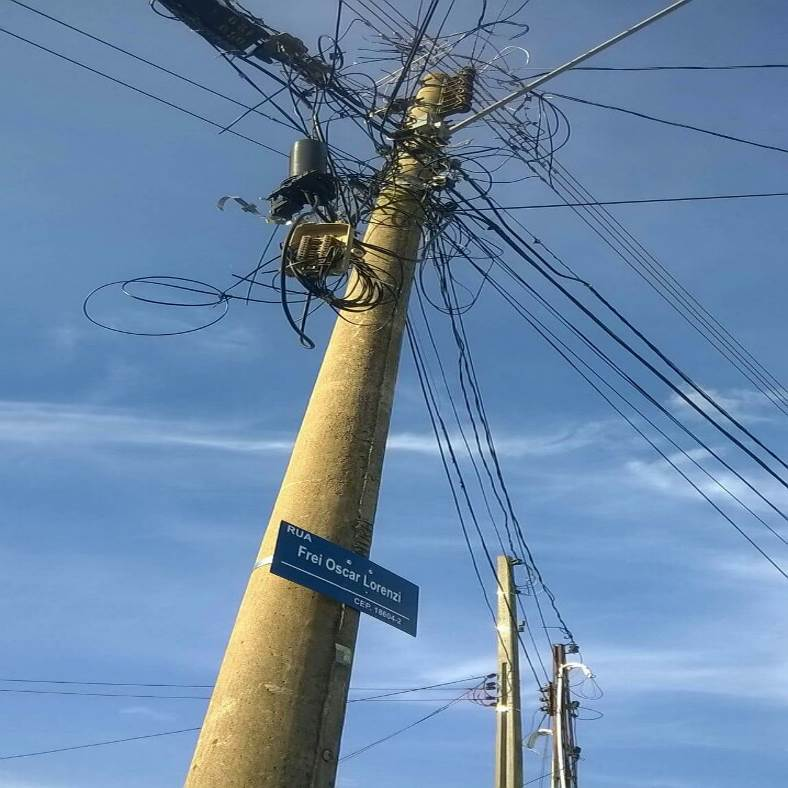 RUA
Frei Oscar Lorenzi
CEP. 18604-2